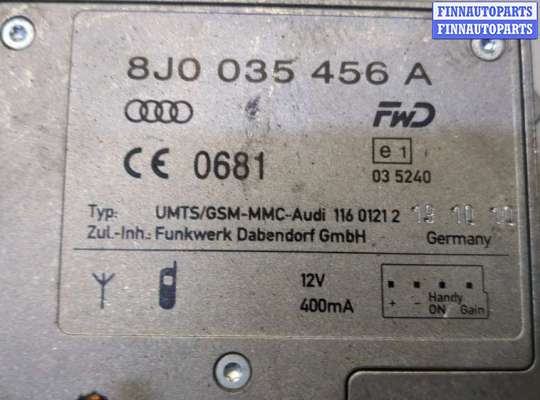 FINNAUTOPARTS
FINNAUTOPARTS
8J0 035 456 A
FWD
CE 0681
e 1
03 5240
Typ: UMTS/GSM-MMC-Audi 116 0121 2
Zul.-Inh.: Funkwerk Dabendorf GmbH Germany
12V
400mA
+ - Handy
ON Gain